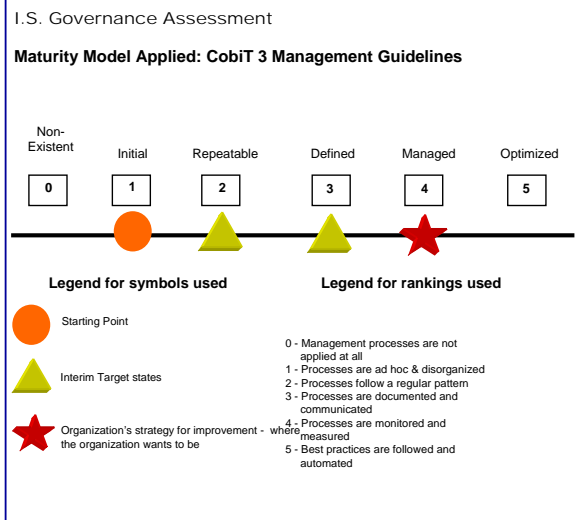 I.S. Governance Assessment
Maturity Model Applied: CobiT 3 Management Guidelines
Non-
Existent
Initial
Repeatable
Defined
Managed
Optimized
0
1
2
3
4
5
Legend for symbols used
Starting Point
Interim Target states
Organization's strategy for improvement - where
the organization wants to be
Legend for rankings used
0 - Management processes are not
applied at all
1 - Processes are ad hoc & disorganized
2 - Processes follow a regular pattern
3 - Processes are documented and
communicated
4 - Processes are monitored and
measured
5 - Best practices are followed and
automated